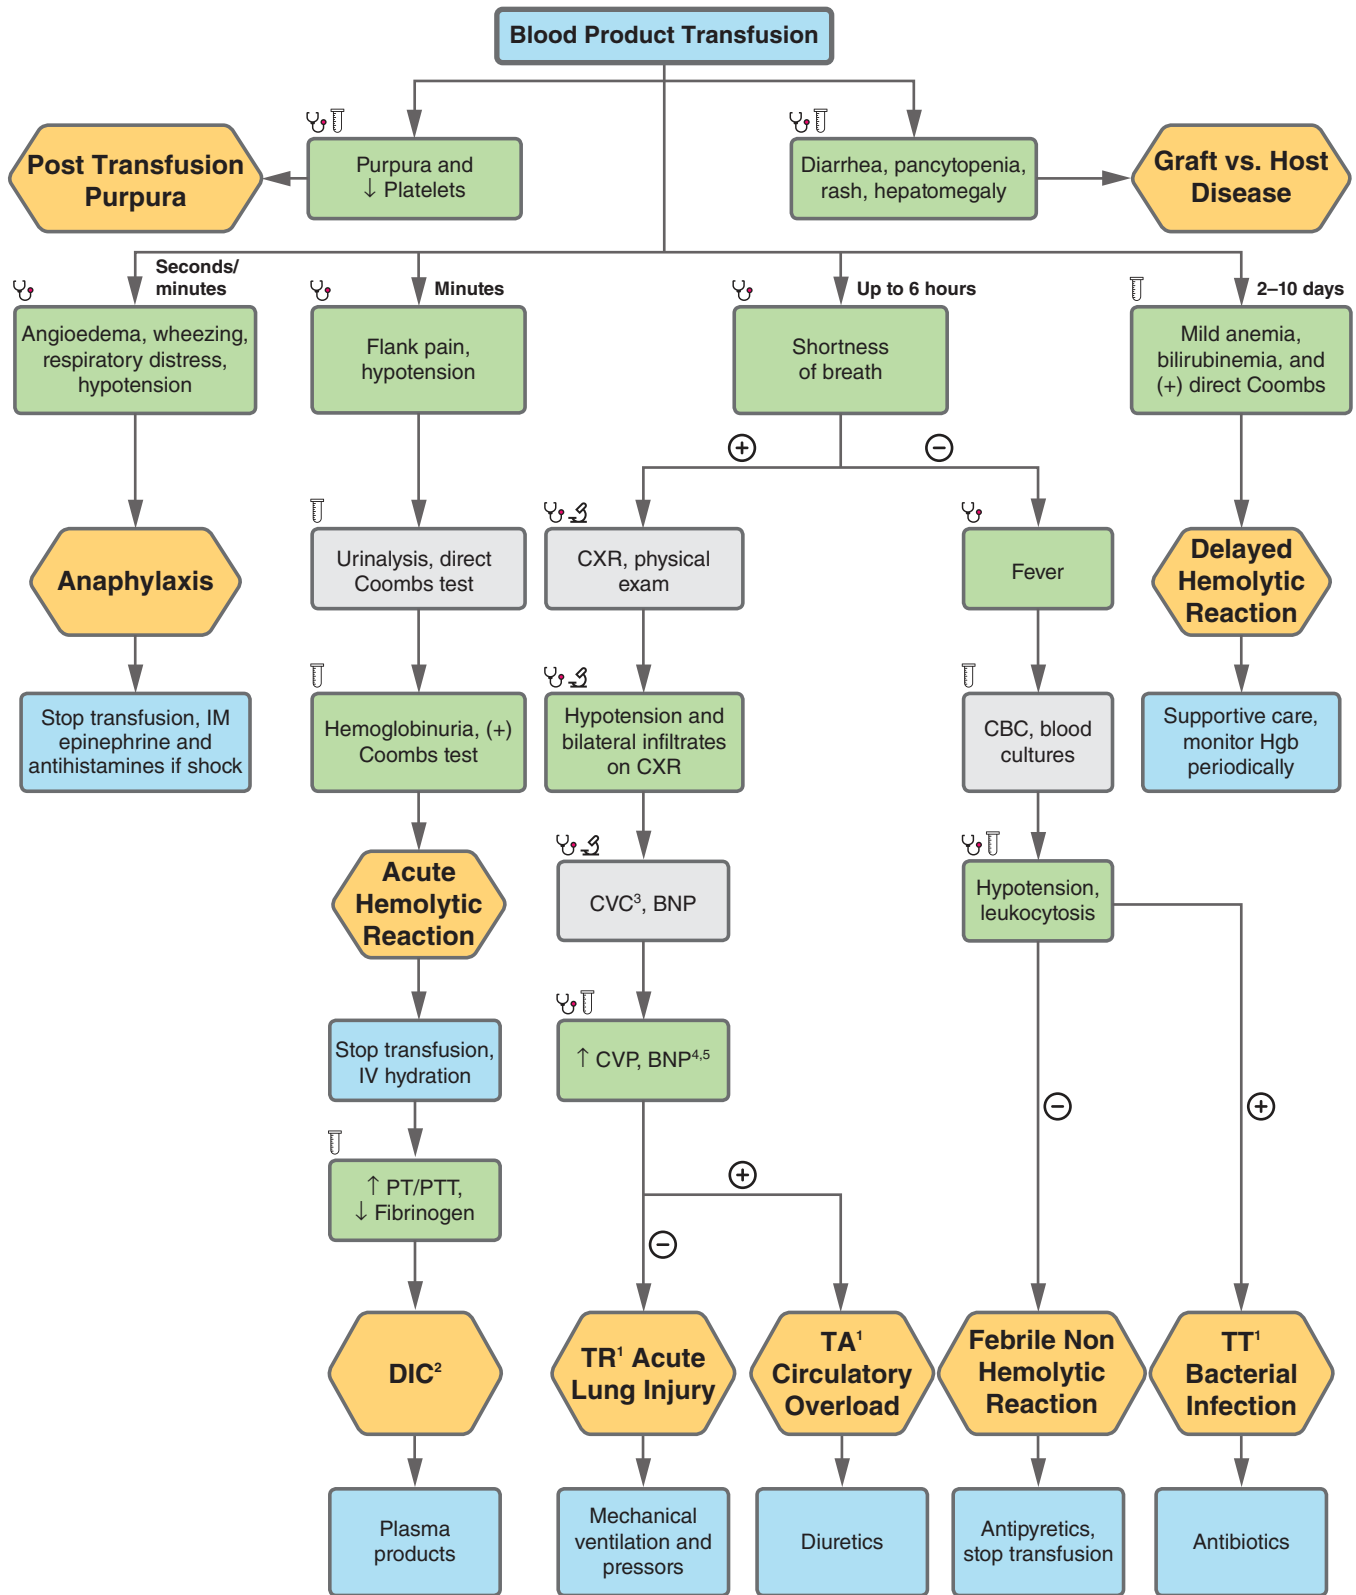 Blood Product Transfusion
Post Transfusion
Purpura
Purpura and
↓ Platelets
Diarrhea, pancytopenia,
rash, hepatomegaly
Graft vs. Host
Disease
Seconds/
minutes
Minutes
Up to 6 hours
2–10 days
Angioedema, wheezing,
respiratory distress,
hypotension
Flank pain,
hypotension
Shortness
of breath
Mild anemia,
bilirubinemia, and
(+) direct Coombs
+
−
Anaphylaxis
Urinalysis, direct
Coombs test
CXR, physical
exam
Fever
Delayed
Hemolytic
Reaction
Stop transfusion, IM
epinephrine and
antihistamines if shock
Hemoglobinuria, (+)
Coombs test
Hypotension and
bilateral infiltrates
on CXR
CBC, blood
cultures
Supportive care,
monitor Hgb
periodically
Acute
Hemolytic
Reaction
CVC³, BNP
Hypotension,
leukocytosis
Stop transfusion,
IV hydration
↑ CVP, BNP⁴,⁵
−
+
↑ PT/PTT,
↓ Fibrinogen
+
−
DIC²
TR¹ Acute
Lung Injury
TA¹
Circulatory
Overload
Febrile Non
Hemolytic
Reaction
TT¹
Bacterial
Infection
Plasma
products
Mechanical
ventilation and
pressors
Diuretics
Antipyretics,
stop transfusion
Antibiotics